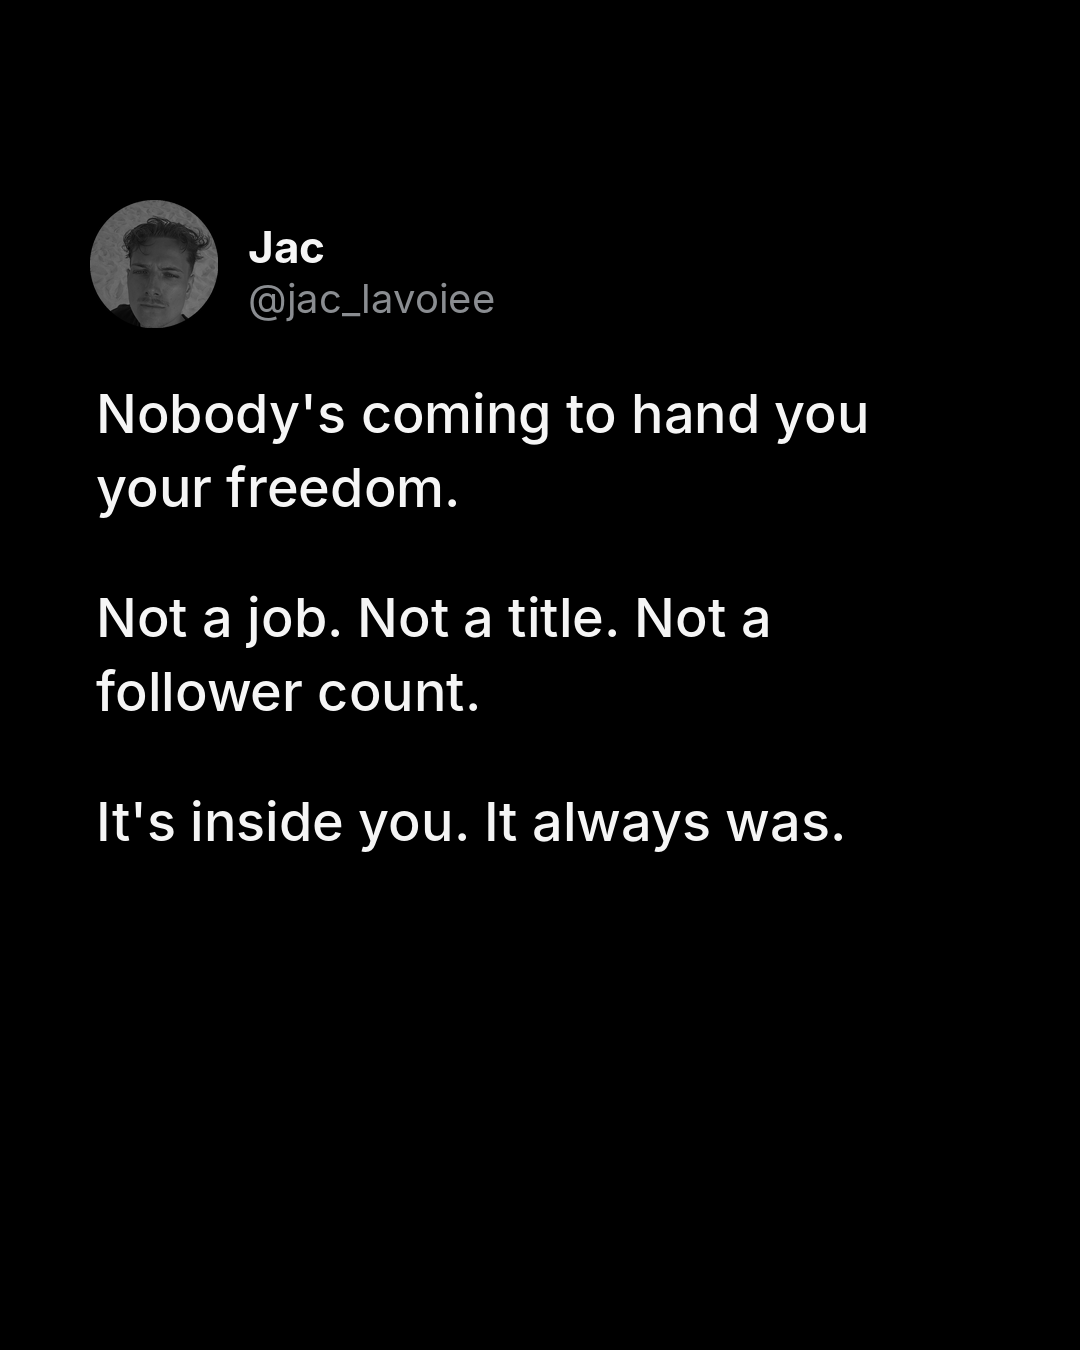 Jac
@jac_lavoiee
Nobody's coming to hand you
your freedom.
Not a job. Not a title. Not a
follower count.
It's inside you. It always was.